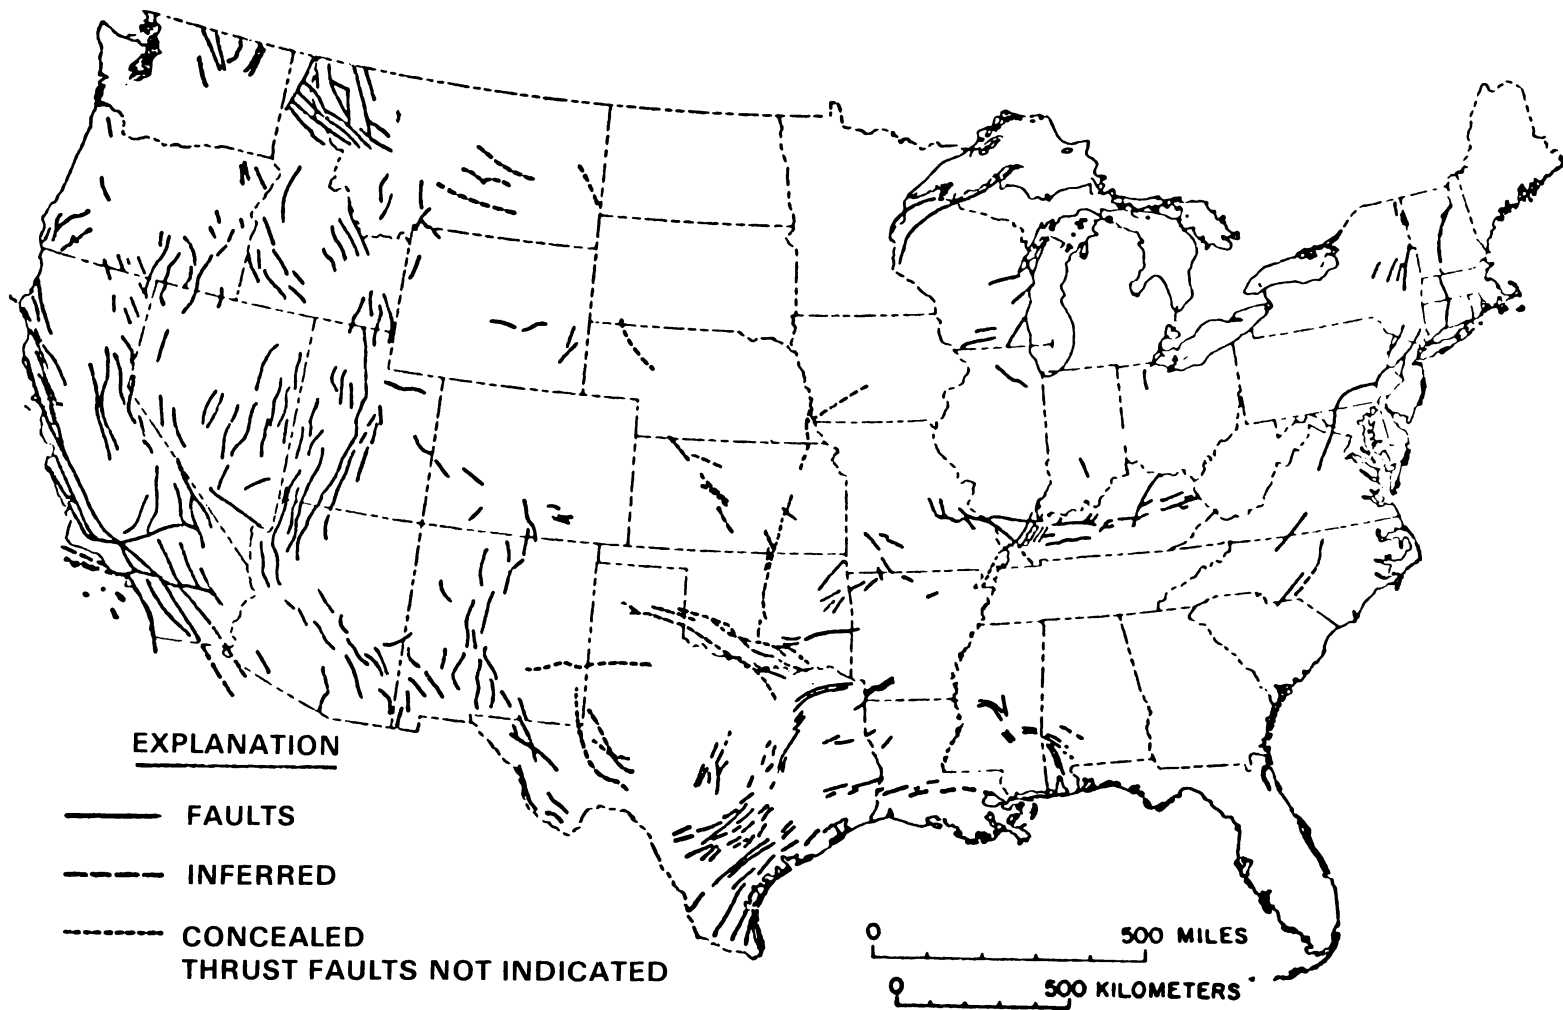 EXPLANATION
FAULTS
INFERRED
CONCEALED
THRUST FAULTS NOT INDICATED
0 500 MILES
0 500 KILOMETERS